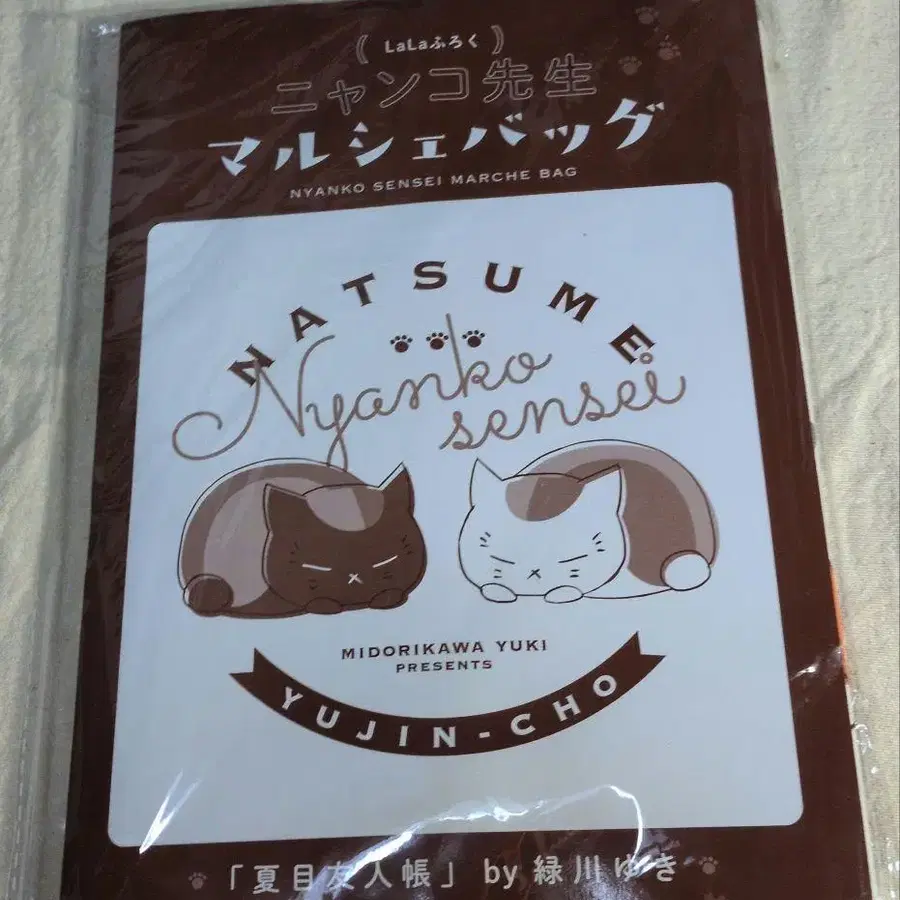 (LaLaふろく)
ニャンコ先生
マルシェバッグ
NYANKO SENSEI MARCHE BAG
NATSUME
Nyanko
sensei
MIDORIKAWA YUKI
PRESENTS
YUJIN-CHO
「夏目友人帳」 by 緑川ゆき